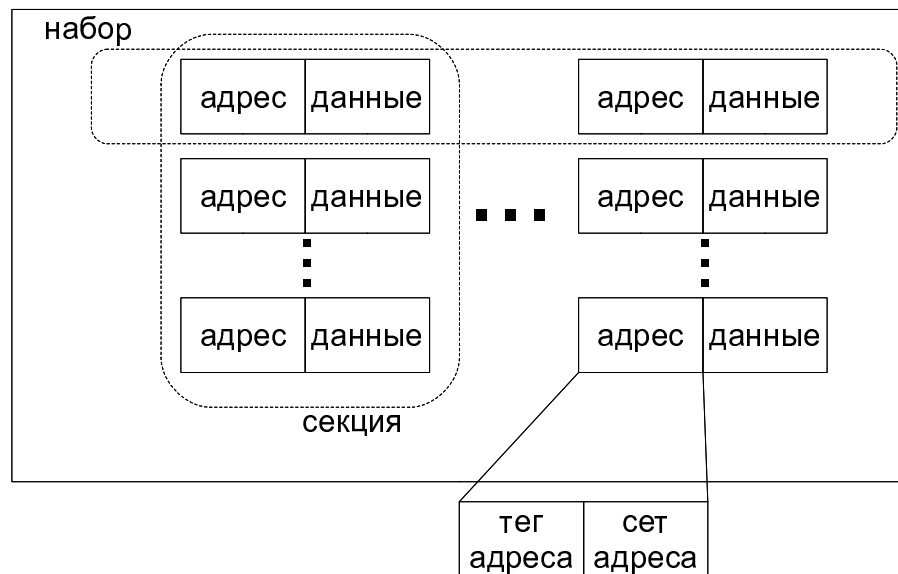 набор
адрес данные адрес данные
адрес данные адрес данные
адрес данные адрес данные
секция
тег сет
адреса адреса